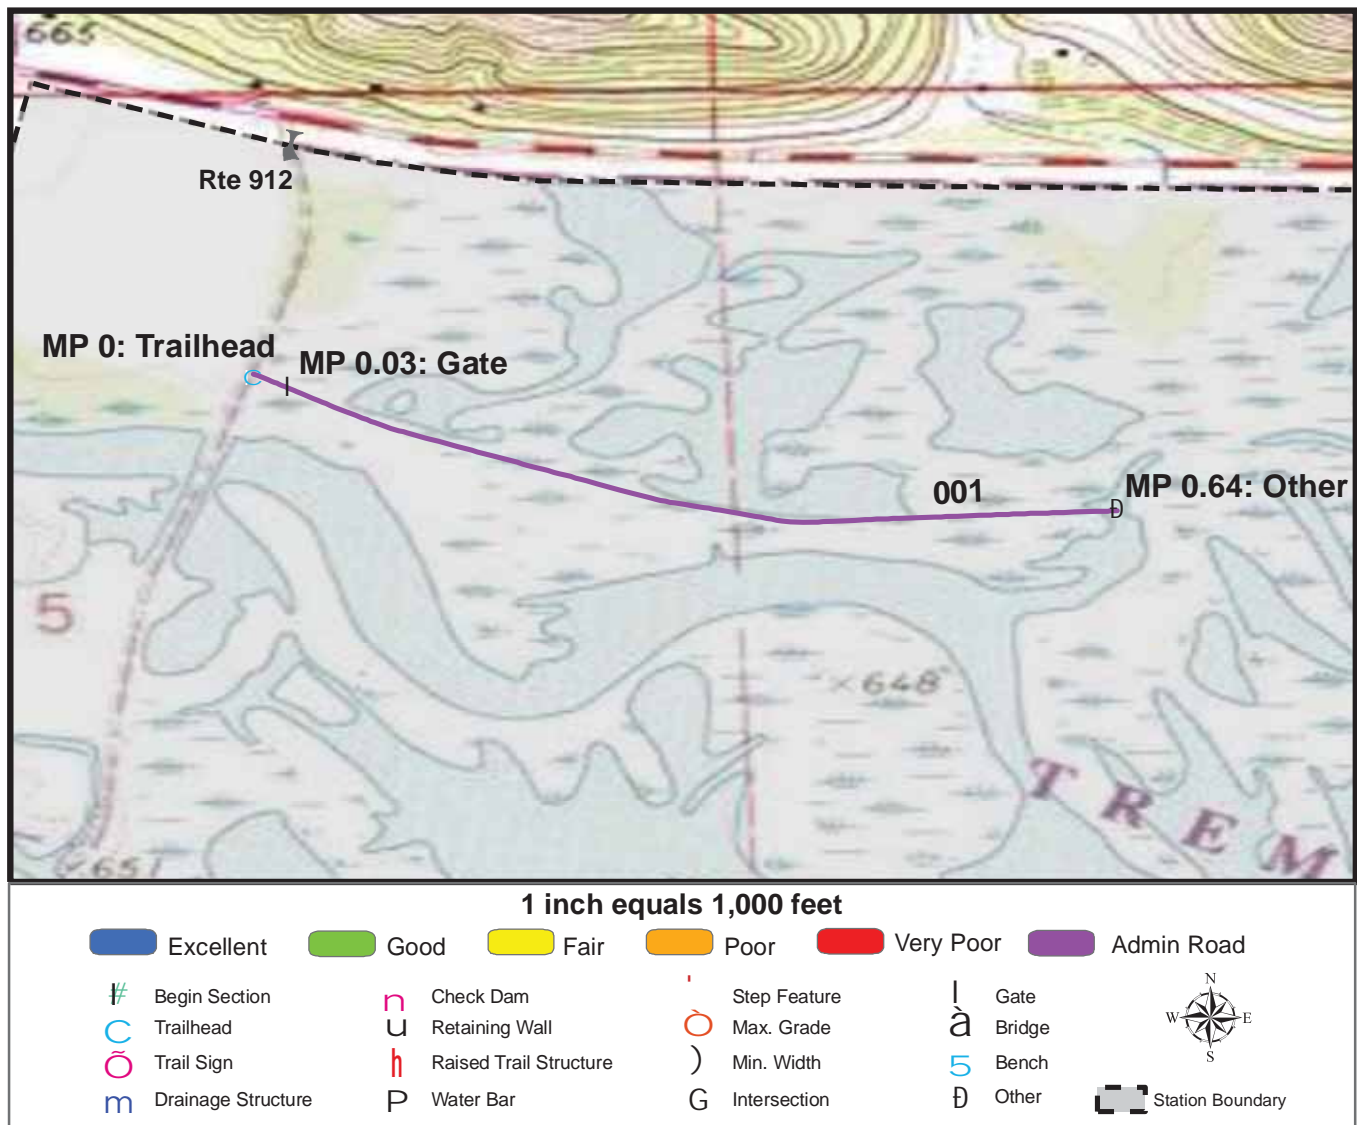 665
Rte 912
MP 0: Trailhead
MP 0.03: Gate
001
MP 0.64: Other
5
×648
T R E M
651
1 inch equals 1,000 feet
Excellent Good Fair Poor Very Poor Admin Road
# Begin Section n Check Dam ' Step Feature l Gate
C Trailhead u Retaining Wall Ò Max. Grade à Bridge
Õ Trail Sign h Raised Trail Structure ) Min. Width 5 Bench
m Drainage Structure P Water Bar G Intersection Ð Other Station Boundary
N
W E
S